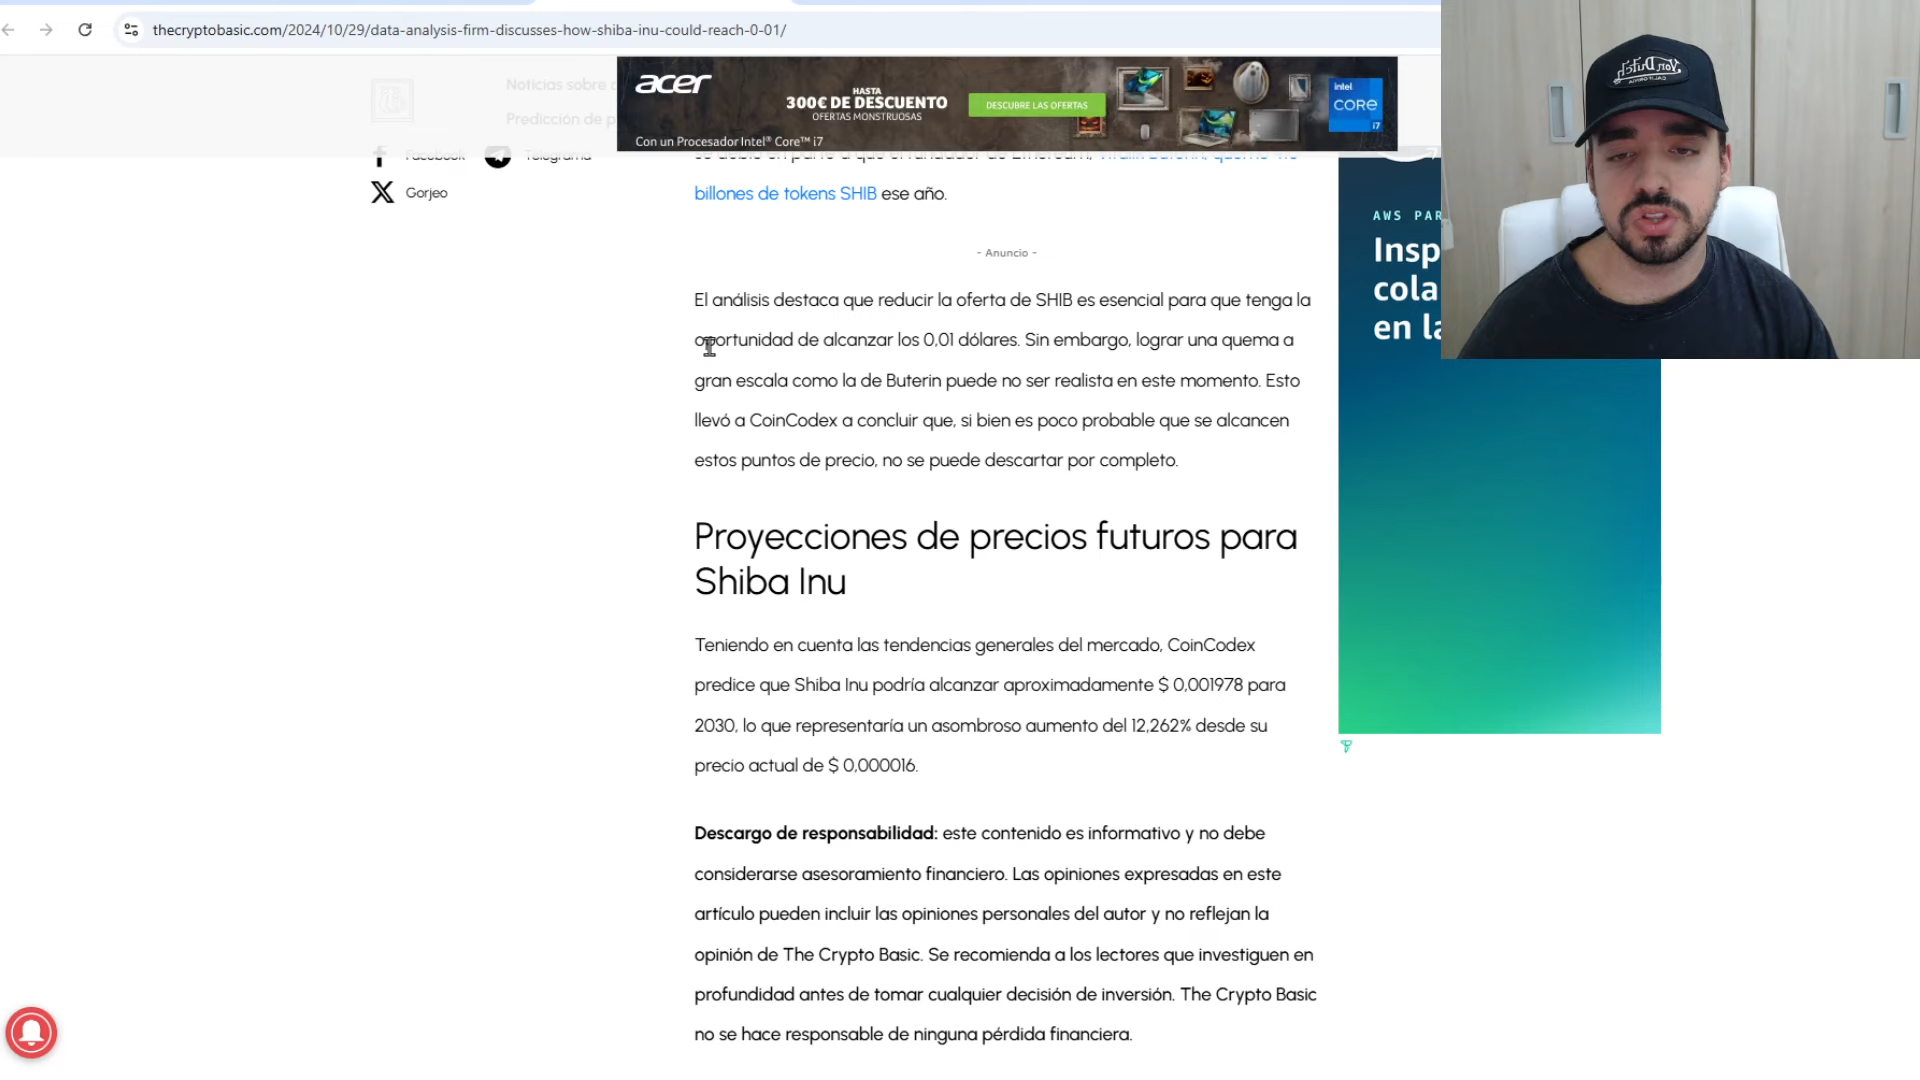 thecryptobasic.com/2024/10/29/data-analysis-firm-discusses-how-shiba-inu-could-reach-0-01/
Noticias sobre
Predicción de
acer
HASTA
300€ DE DESCUENTO
OFERTAS MONSTRUOSAS
DESCUBRE LAS OFERTAS
Con un Procesador Intel® Core™ i7
intel
CORE
i7
Facebook
Telegrama
Gorjeo
billones de tokens SHIB ese año.
- Anuncio -
El análisis destaca que reducir la oferta de SHIB es esencial para que tenga la
oportunidad de alcanzar los 0,01 dólares. Sin embargo, lograr una quema a
gran escala como la de Buterin puede no ser realista en este momento. Esto
llevó a CoinCodex a concluir que, si bien es poco probable que se alcancen
estos puntos de precio, no se puede descartar por completo.
Proyecciones de precios futuros para
Shiba Inu
Teniendo en cuenta las tendencias generales del mercado, CoinCodex
predice que Shiba Inu podría alcanzar aproximadamente $ 0,001978 para
2030, lo que representaría un asombroso aumento del 12,262% desde su
precio actual de $ 0,000016.
Descargo de responsabilidad: este contenido es informativo y no debe
considerarse asesoramiento financiero. Las opiniones expresadas en este
artículo pueden incluir las opiniones personales del autor y no reflejan la
opinión de The Crypto Basic. Se recomienda a los lectores que investiguen en
profundidad antes de tomar cualquier decisión de inversión. The Crypto Basic
no se hace responsable de ninguna pérdida financiera.
AWS PAR
Insp
cola
en la
Von Dutch
CALIFORNIA